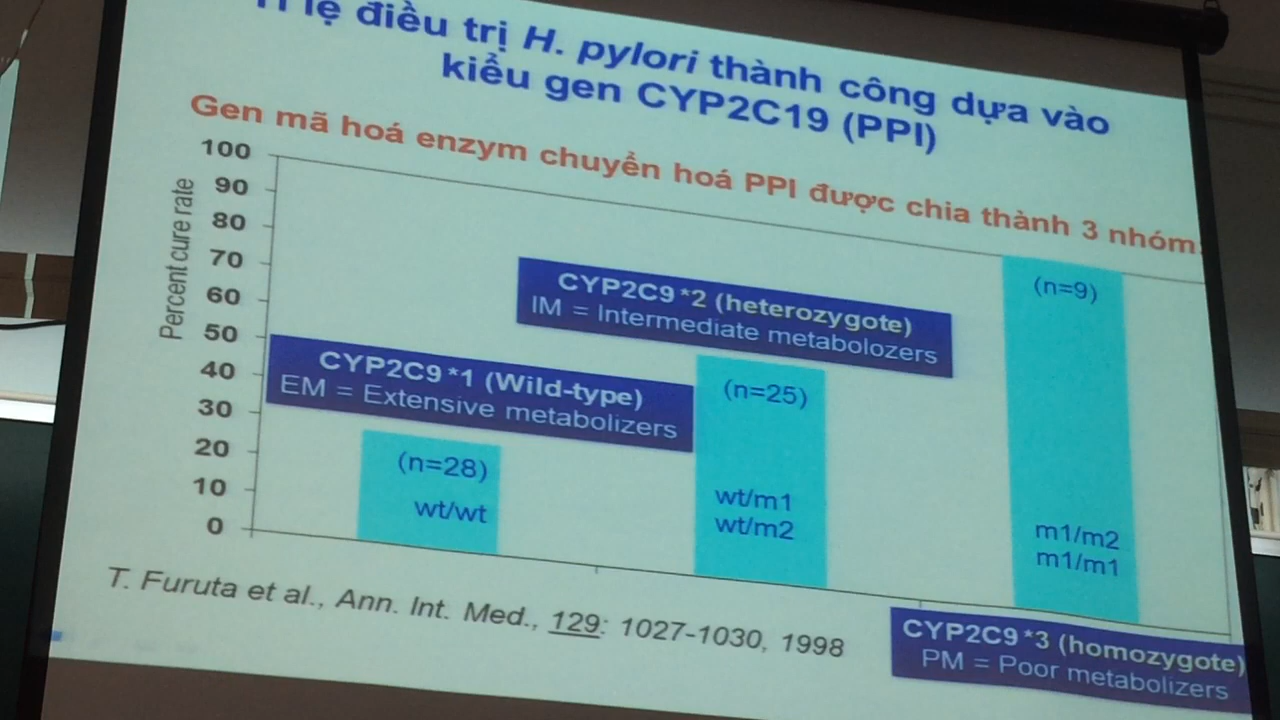 lệ điều trị H. pylori thành công dựa vào
kiểu gen CYP2C19 (PPI)
Gen mã hoá enzym chuyển hoá PPI được chia thành 3 nhóm
Percent cure rate
100
90
80
70
60
50
40
30
20
10
0
CYP2C9*1 (Wild-type)
EM = Extensive metabolizers
(n=28)
wt/wt
CYP2C9*2 (heterozygote)
IM = Intermediate metabolozers
(n=25)
wt/m1
wt/m2
(n=9)
m1/m2
m1/m1
CYP2C9*3 (homozygote)
PM = Poor metabolizers
T. Furuta et al., Ann. Int. Med., 129: 1027-1030, 1998